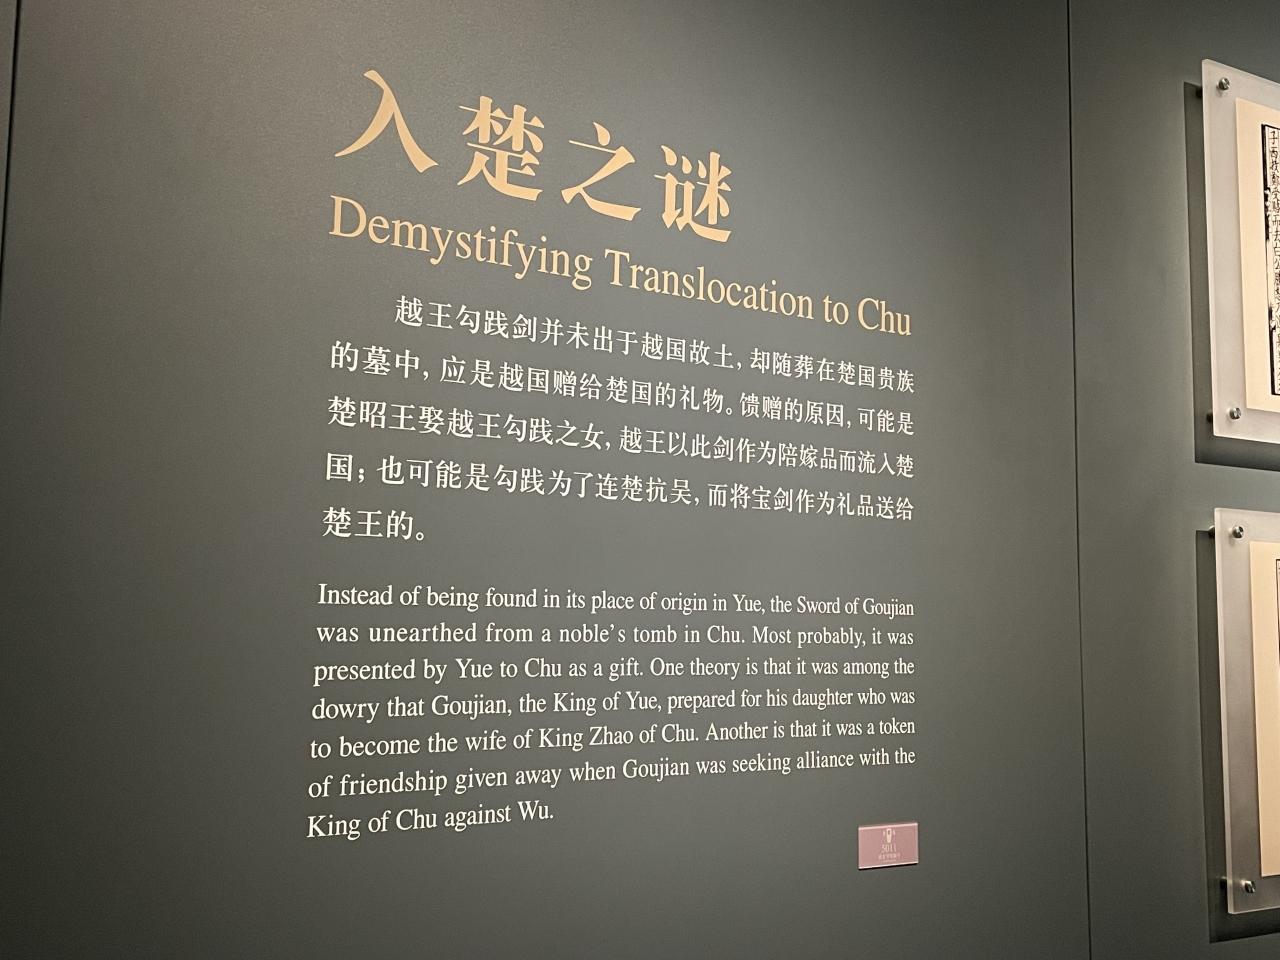 入楚之谜
Demystifying Translocation to Chu
越王勾践剑并未出于越国故土，却随葬在楚国贵族
的墓中，应是越国赠给楚国的礼物。馈赠的原因，可能是
楚昭王娶越王勾践之女，越王以此剑作为陪嫁品而流入楚
国；也可能是勾践为了连楚抗吴，而将宝剑作为礼品送给
楚王的。
Instead of being found in its place of origin in Yue, the Sword of Goujian
was unearthed from a noble's tomb in Chu. Most probably, it was
presented by Yue to Chu as a gift. One theory is that it was among the
dowry that Goujian, the King of Yue, prepared for his daughter who was
to become the wife of King Zhao of Chu. Another is that it was a token
of friendship given away when Goujian was seeking alliance with the
King of Chu against Wu.
5011